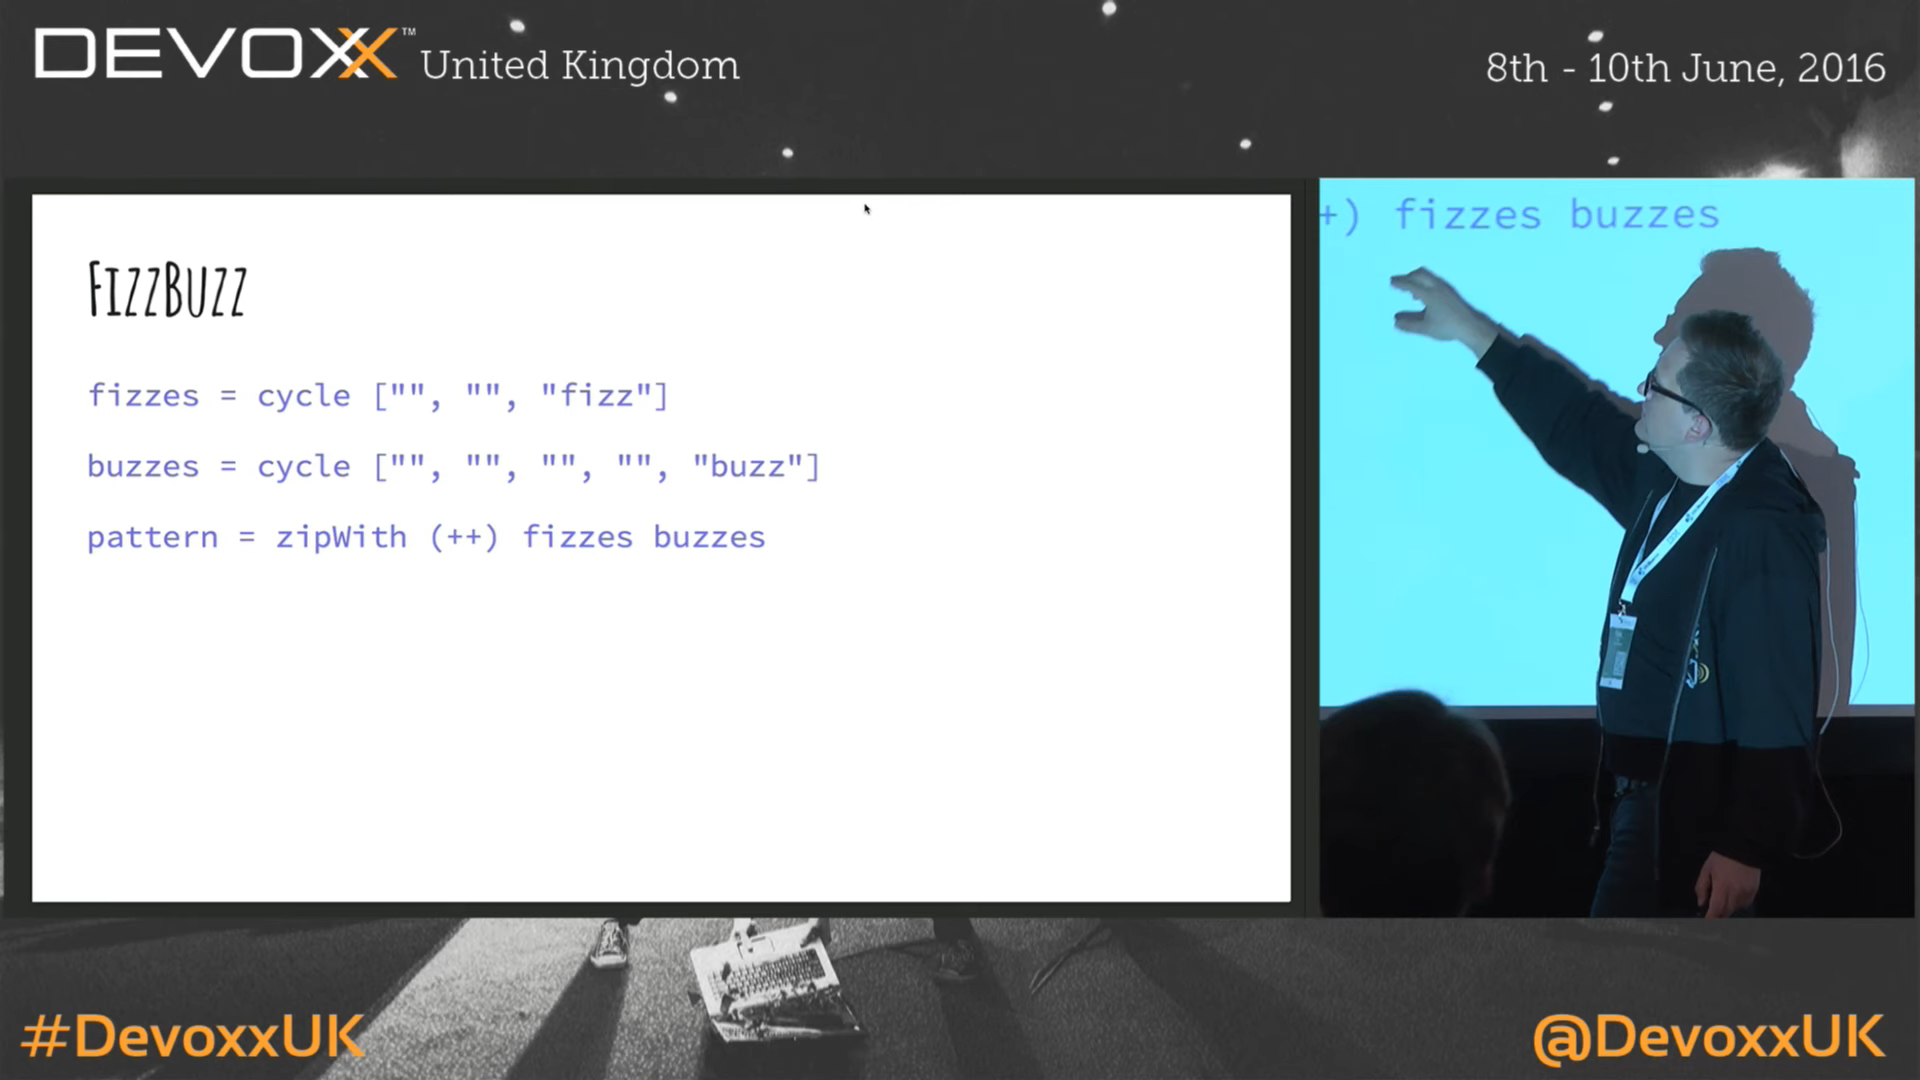 DEVOXX™ United Kingdom
8th - 10th June, 2016
FIZZBUZZ
fizzes = cycle ["", "", "fizz"]
buzzes = cycle ["", "", "", "", "buzz"]
pattern = zipWith (++) fizzes buzzes
+) fizzes buzzes
#DevoxxUK
@DevoxxUK